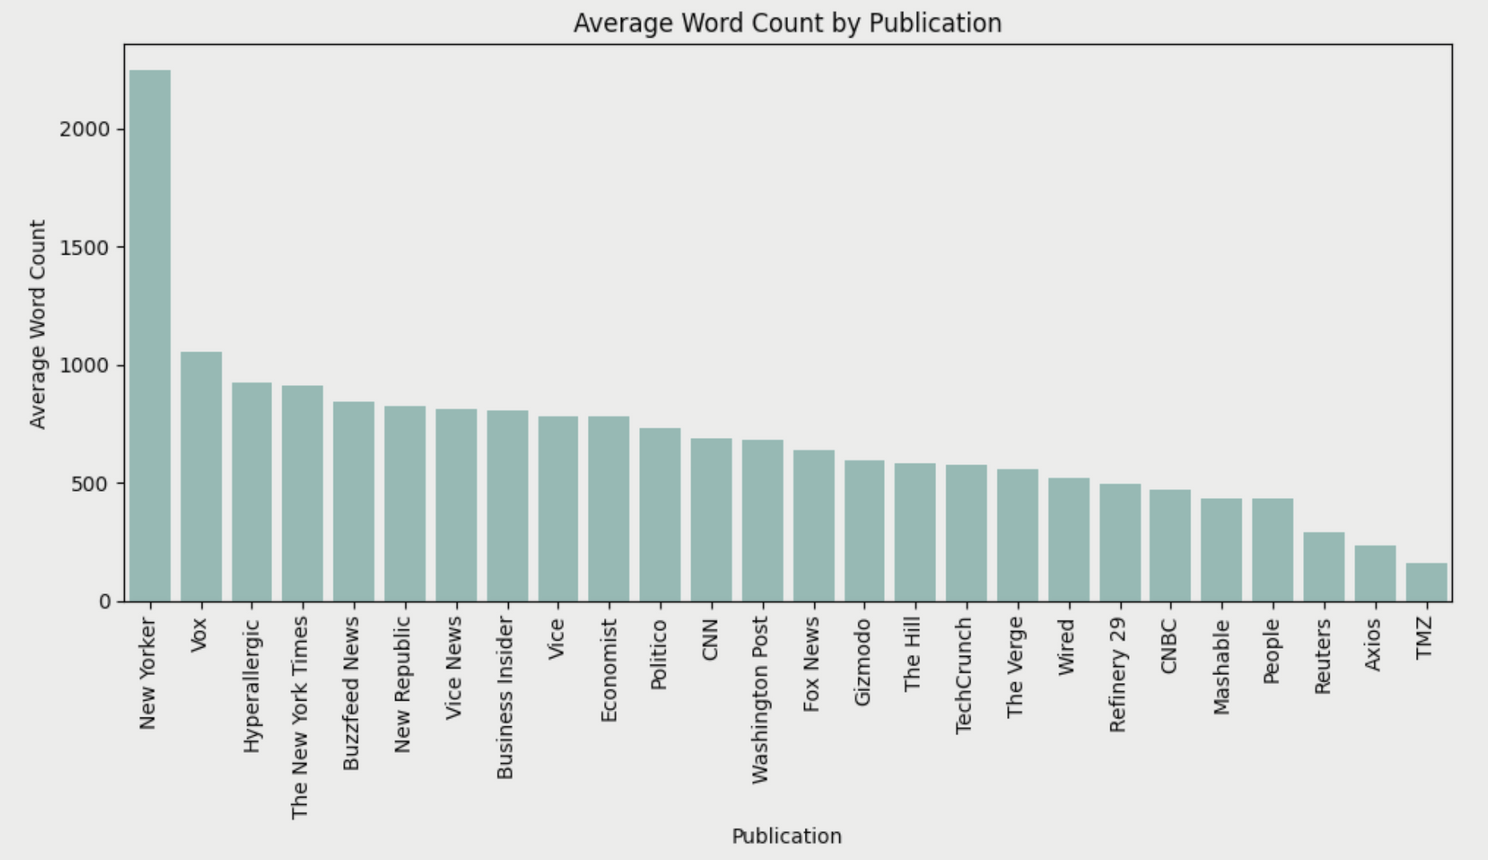 Average Word Count by Publication
2000
1500
1000
500
0
Average Word Count
New Yorker
Vox
Hyperallergic
The New York Times
Buzzfeed News
New Republic
Vice News
Business Insider
Vice
Economist
Politico
CNN
Washington Post
Fox News
Gizmodo
The Hill
TechCrunch
The Verge
Wired
Refinery 29
CNBC
Mashable
People
Reuters
Axios
TMZ
Publication